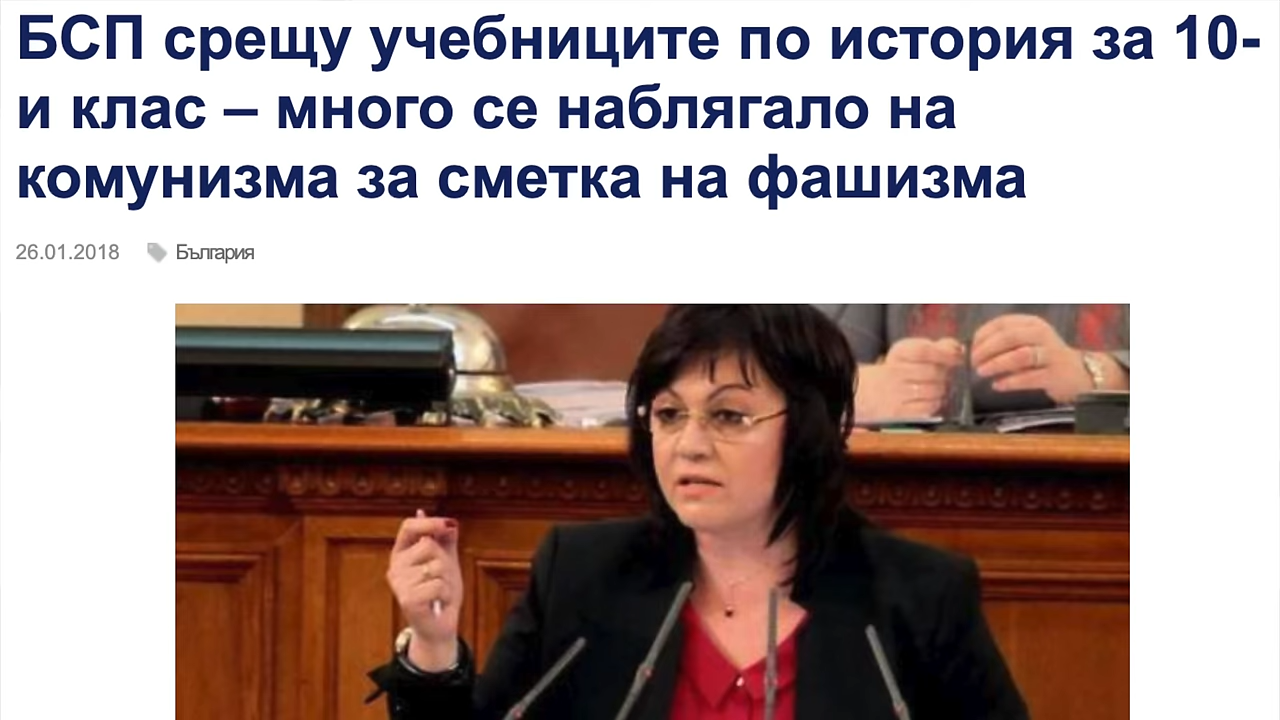 БСП срещу учебниците по история за 10-
и клас – много се наблягало на
комунизма за сметка на фашизма
26.01.2018 България